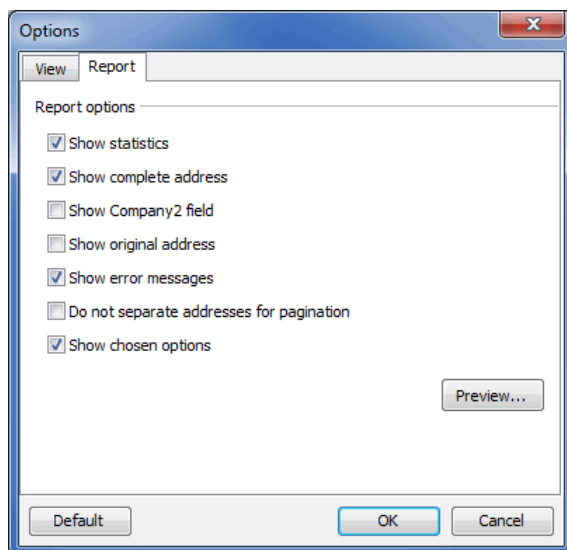 Options
View
Report
Report options
Show statistics
Show complete address
Show Company2 field
Show original address
Show error messages
Do not separate addresses for pagination
Show chosen options
Preview...
Default
OK
Cancel